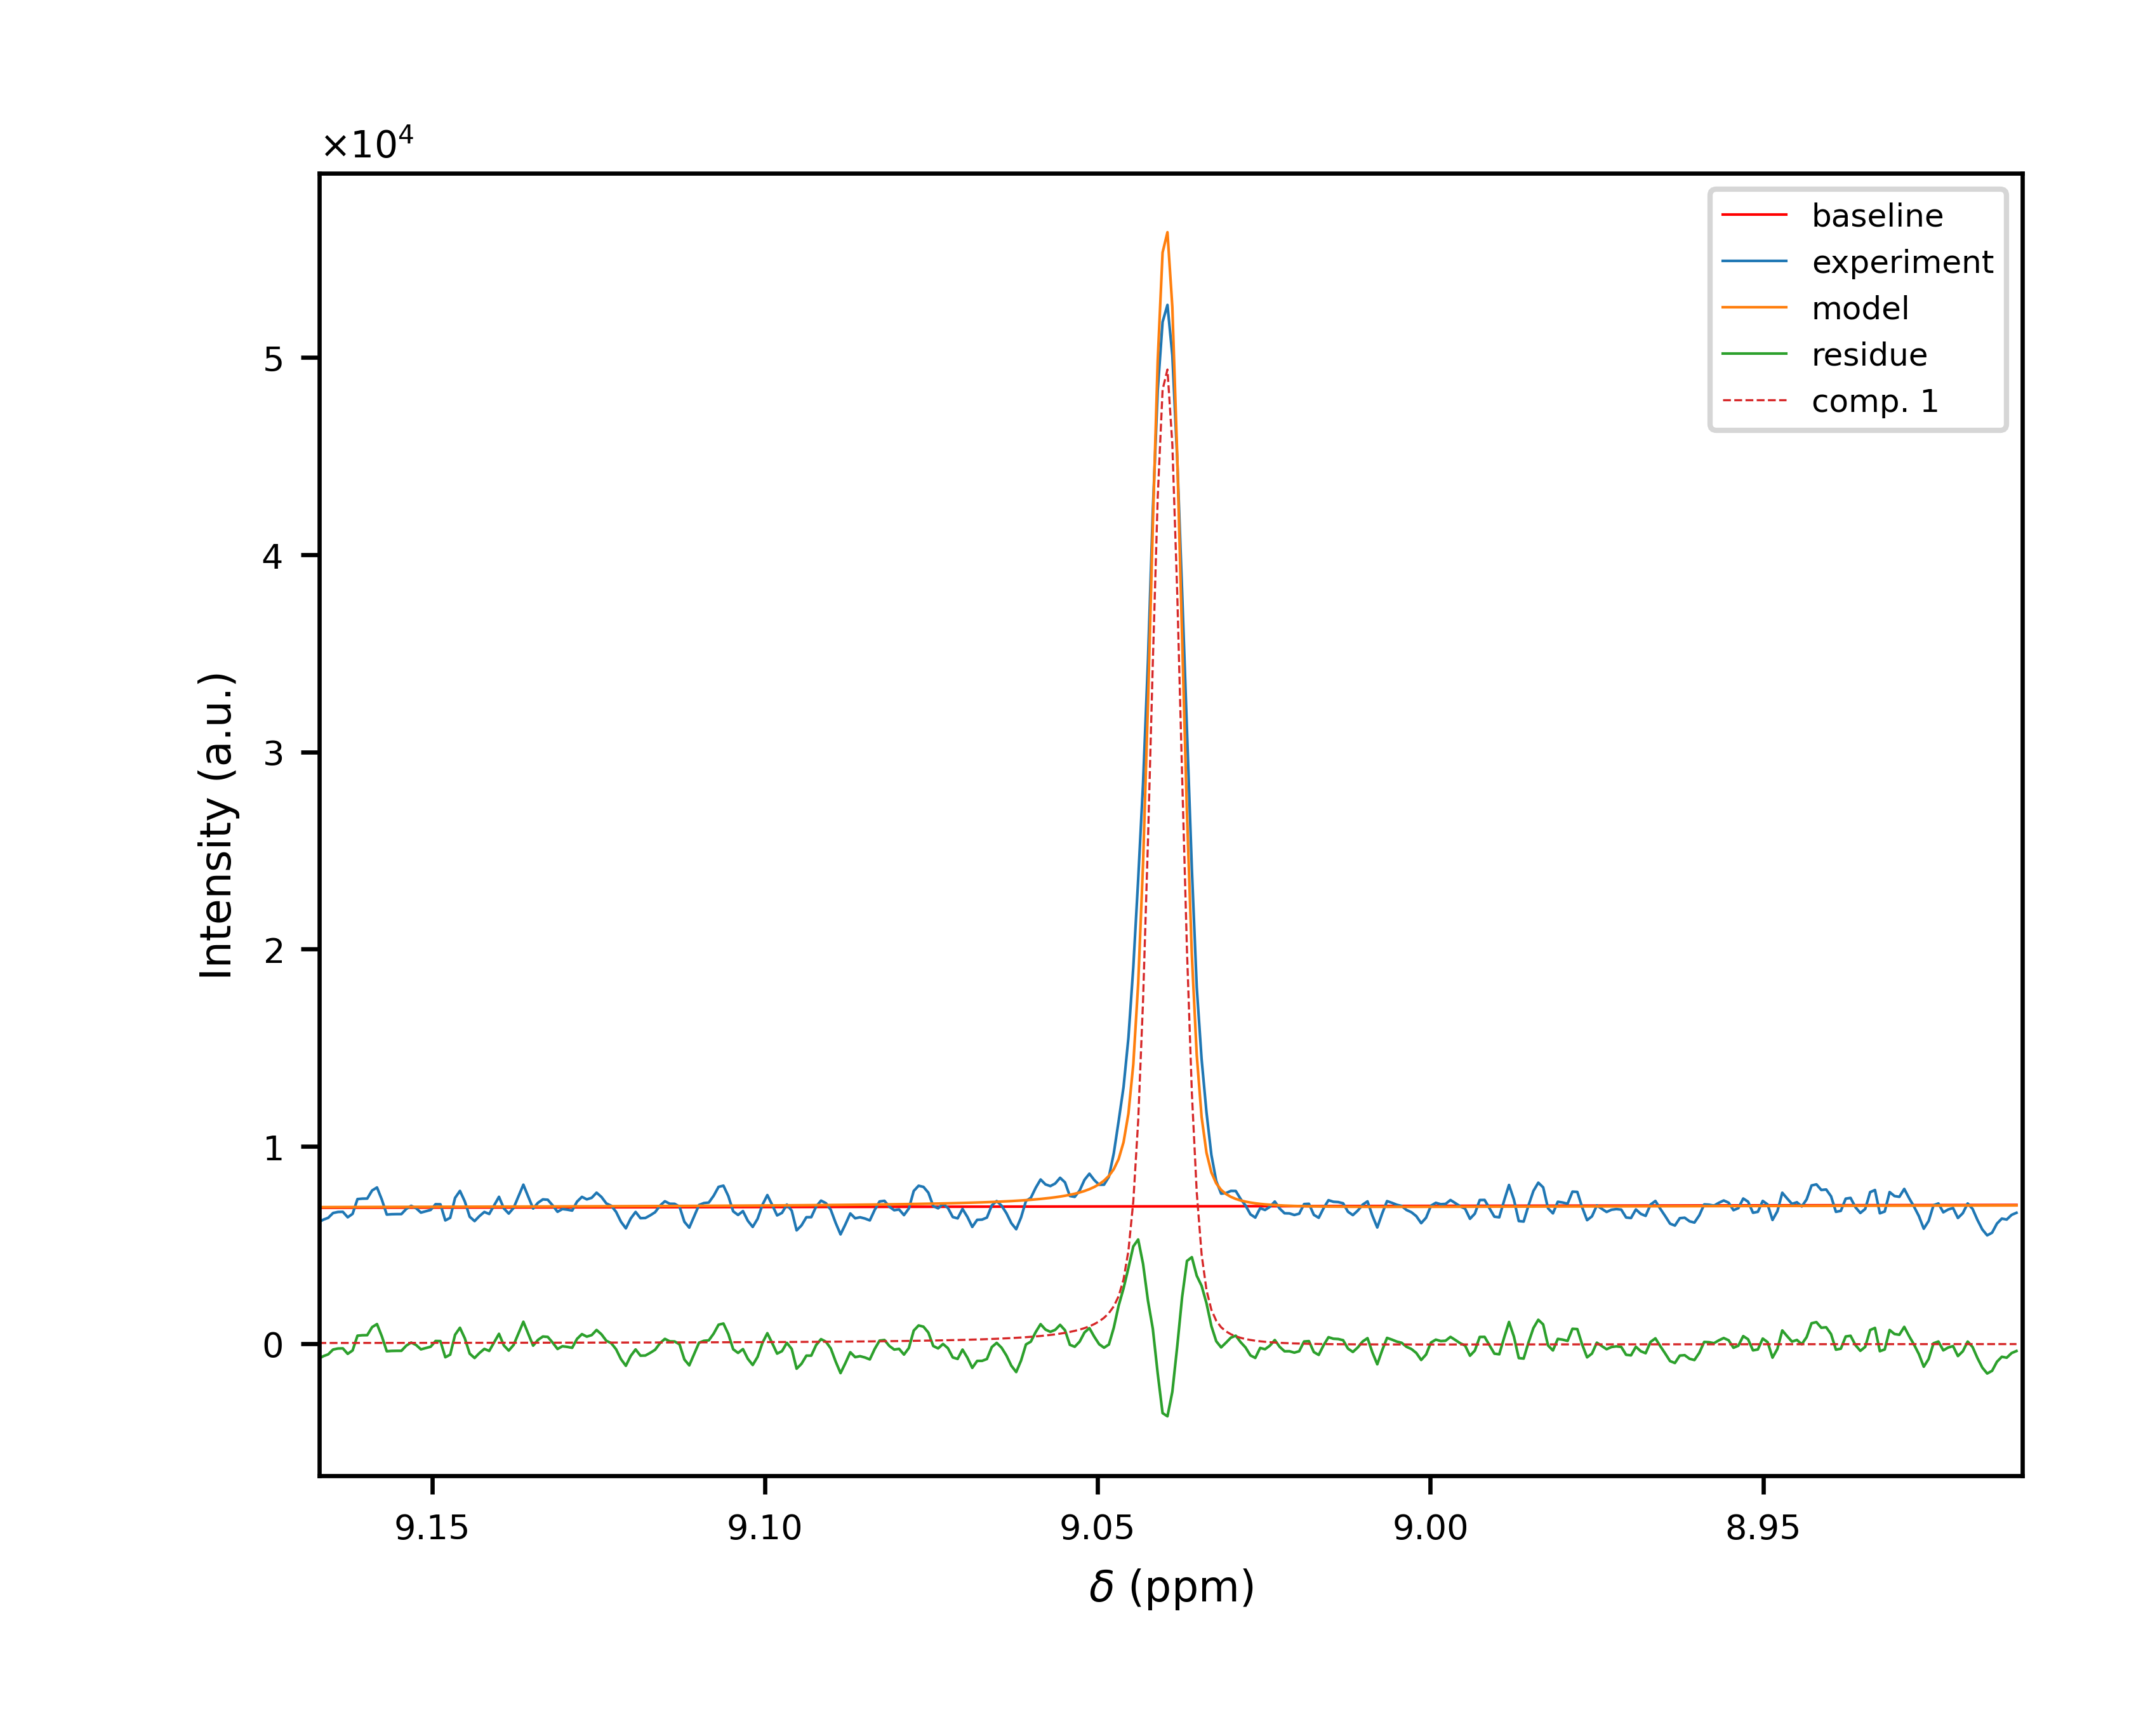 ×10⁴
baseline
experiment
model
residue
comp. 1
Intensity (a.u.)
5
4
3
2
1
0
9.15 9.10 9.05 9.00 8.95
δ (ppm)